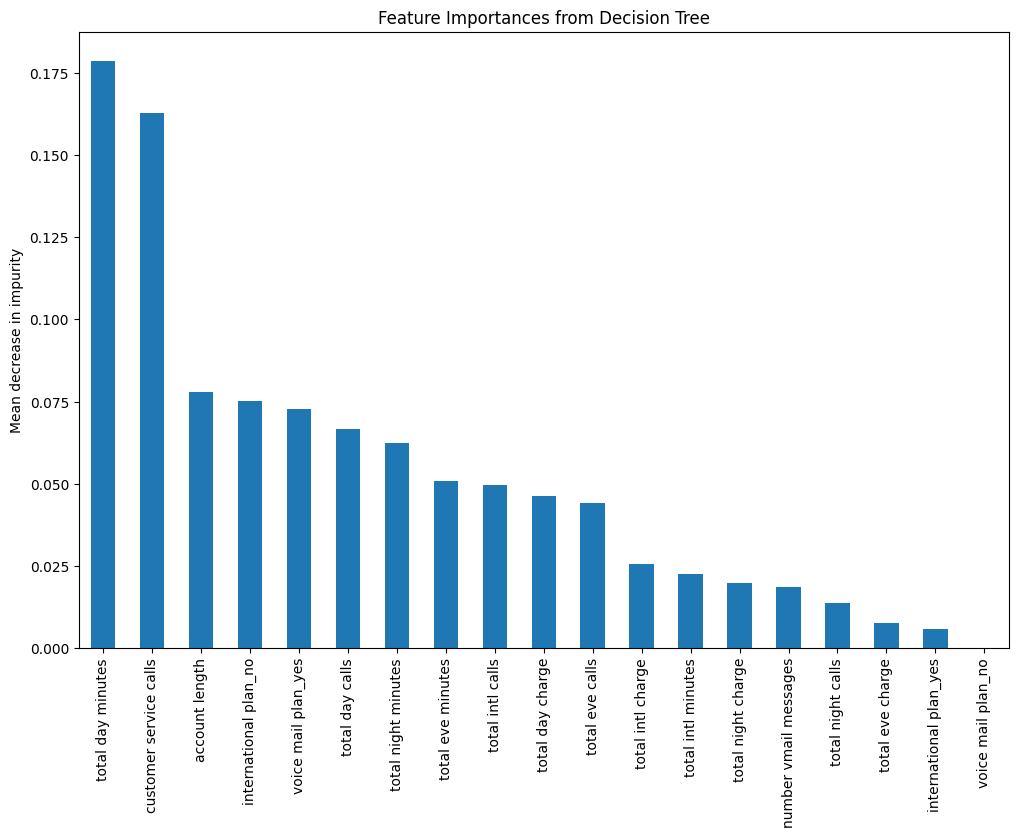 Feature Importances from Decision Tree
Mean decrease in impurity
0.175
0.150
0.125
0.100
0.075
0.050
0.025
0.000
total day minutes
customer service calls
account length
international plan_no
voice mail plan_yes
total day calls
total night minutes
total eve minutes
total intl calls
total day charge
total eve calls
total intl charge
total intl minutes
total night charge
number vmail messages
total night calls
total eve charge
international plan_yes
voice mail plan_no